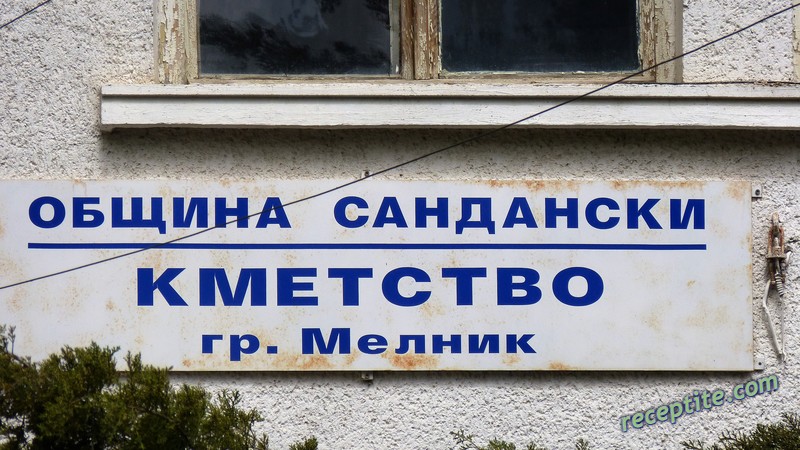 ОБЩИНА САНДАНСКИ
КМЕТСТВО
гр. Мелник
receptite.com